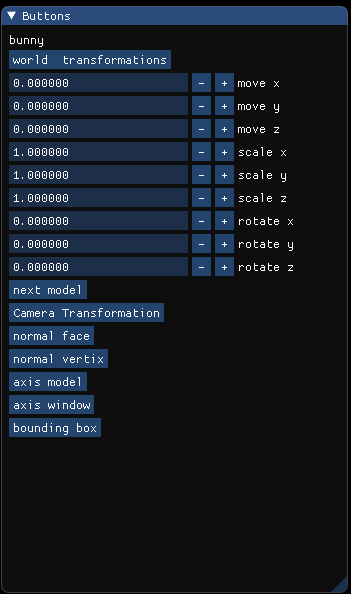 Buttons
bunny
world  transformations
0.000000 - + move x
0.000000 - + move y
0.000000 - + move z
1.000000 - + scale x
1.000000 - + scale y
1.000000 - + scale z
0.000000 - + rotate x
0.000000 - + rotate y
0.000000 - + rotate z
next model
Camera Transformation
normal face
normal vertix
axis model
axis window
bounding box